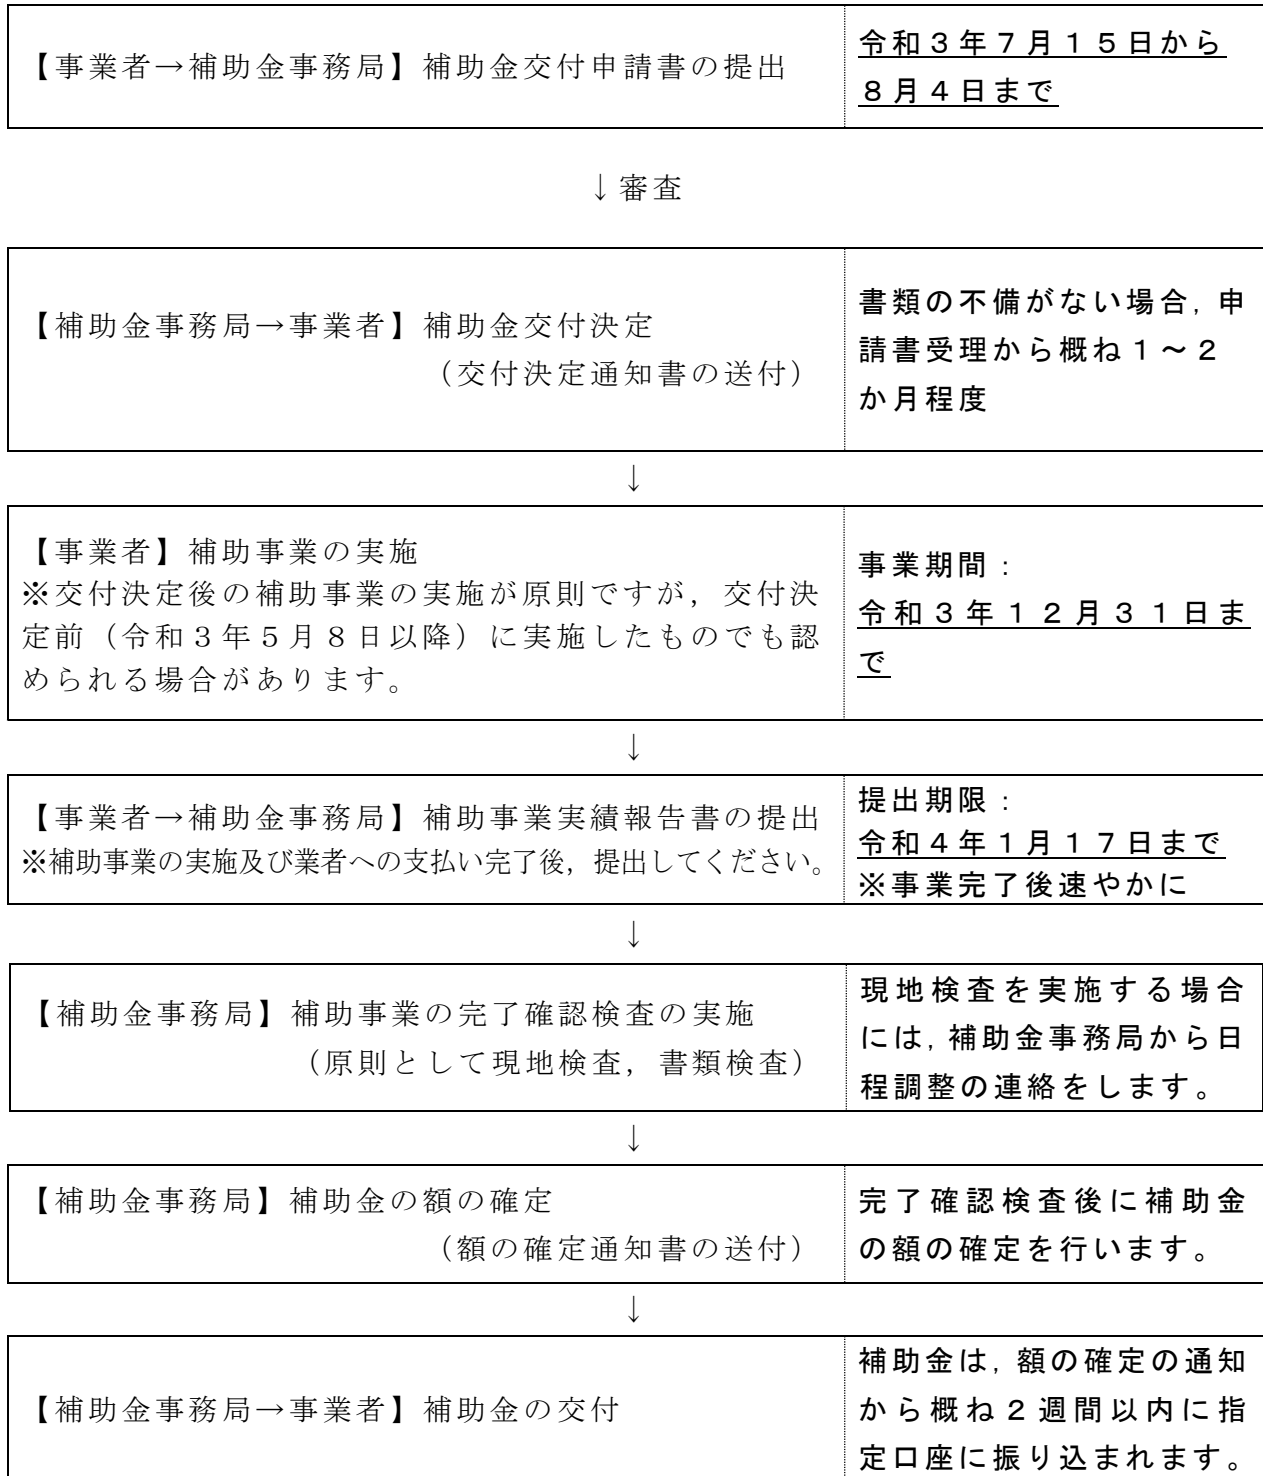 【事業者→補助金事務局】補助金交付申請書の提出
令和３年７月１５日から
８月４日まで
↓審査
【補助金事務局→事業者】補助金交付決定
（交付決定通知書の送付）
書類の不備がない場合，申
請書受理から概ね１～２
か月程度
↓
【事業者】補助事業の実施
※交付決定後の補助事業の実施が原則ですが，交付決
定前（令和３年５月８日以降）に実施したものでも認
められる場合があります。
事業期間：
令和３年１２月３１日ま
で
↓
【事業者→補助金事務局】補助事業実績報告書の提出
※補助事業の実施及び業者への支払い完了後，提出してください。
提出期限：
令和４年１月１７日まで
※事業完了後速やかに
↓
【補助金事務局】補助事業の完了確認検査の実施
（原則として現地検査，書類検査）
現地検査を実施する場合
には，補助金事務局から日
程調整の連絡をします。
↓
【補助金事務局】補助金の額の確定
（額の確定通知書の送付）
完了確認検査後に補助金
の額の確定を行います。
↓
【補助金事務局→事業者】補助金の交付
補助金は，額の確定の通知
から概ね２週間以内に指
定口座に振り込まれます。